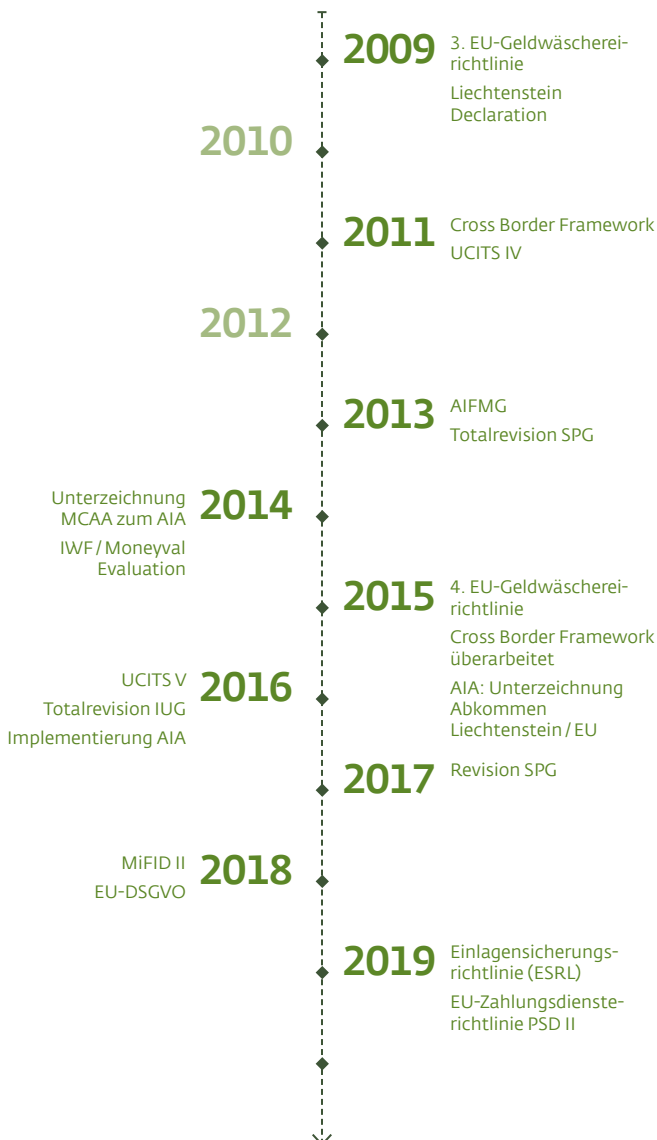 2009
3. EU-Geldwäscherei-
richtlinie
Liechtenstein
Declaration
2010
2011
Cross Border Framework
UCITS IV
2012
2013
AIFMG
Totalrevision SPG
2014
Unterzeichnung
MCAA zum AIA
IWF / Moneyval
Evaluation
2015
4. EU-Geldwäscherei-
richtlinie
Cross Border Framework
überarbeitet
AIA: Unterzeichnung
Abkommen
Liechtenstein / EU
2016
UCITS V
Totalrevision IUG
Implementierung AIA
2017
Revision SPG
2018
MiFID II
EU-DSGVO
2019
Einlagensicherungs-
richtlinie (ESRL)
EU-Zahlungsdienste-
richtlinie PSD II